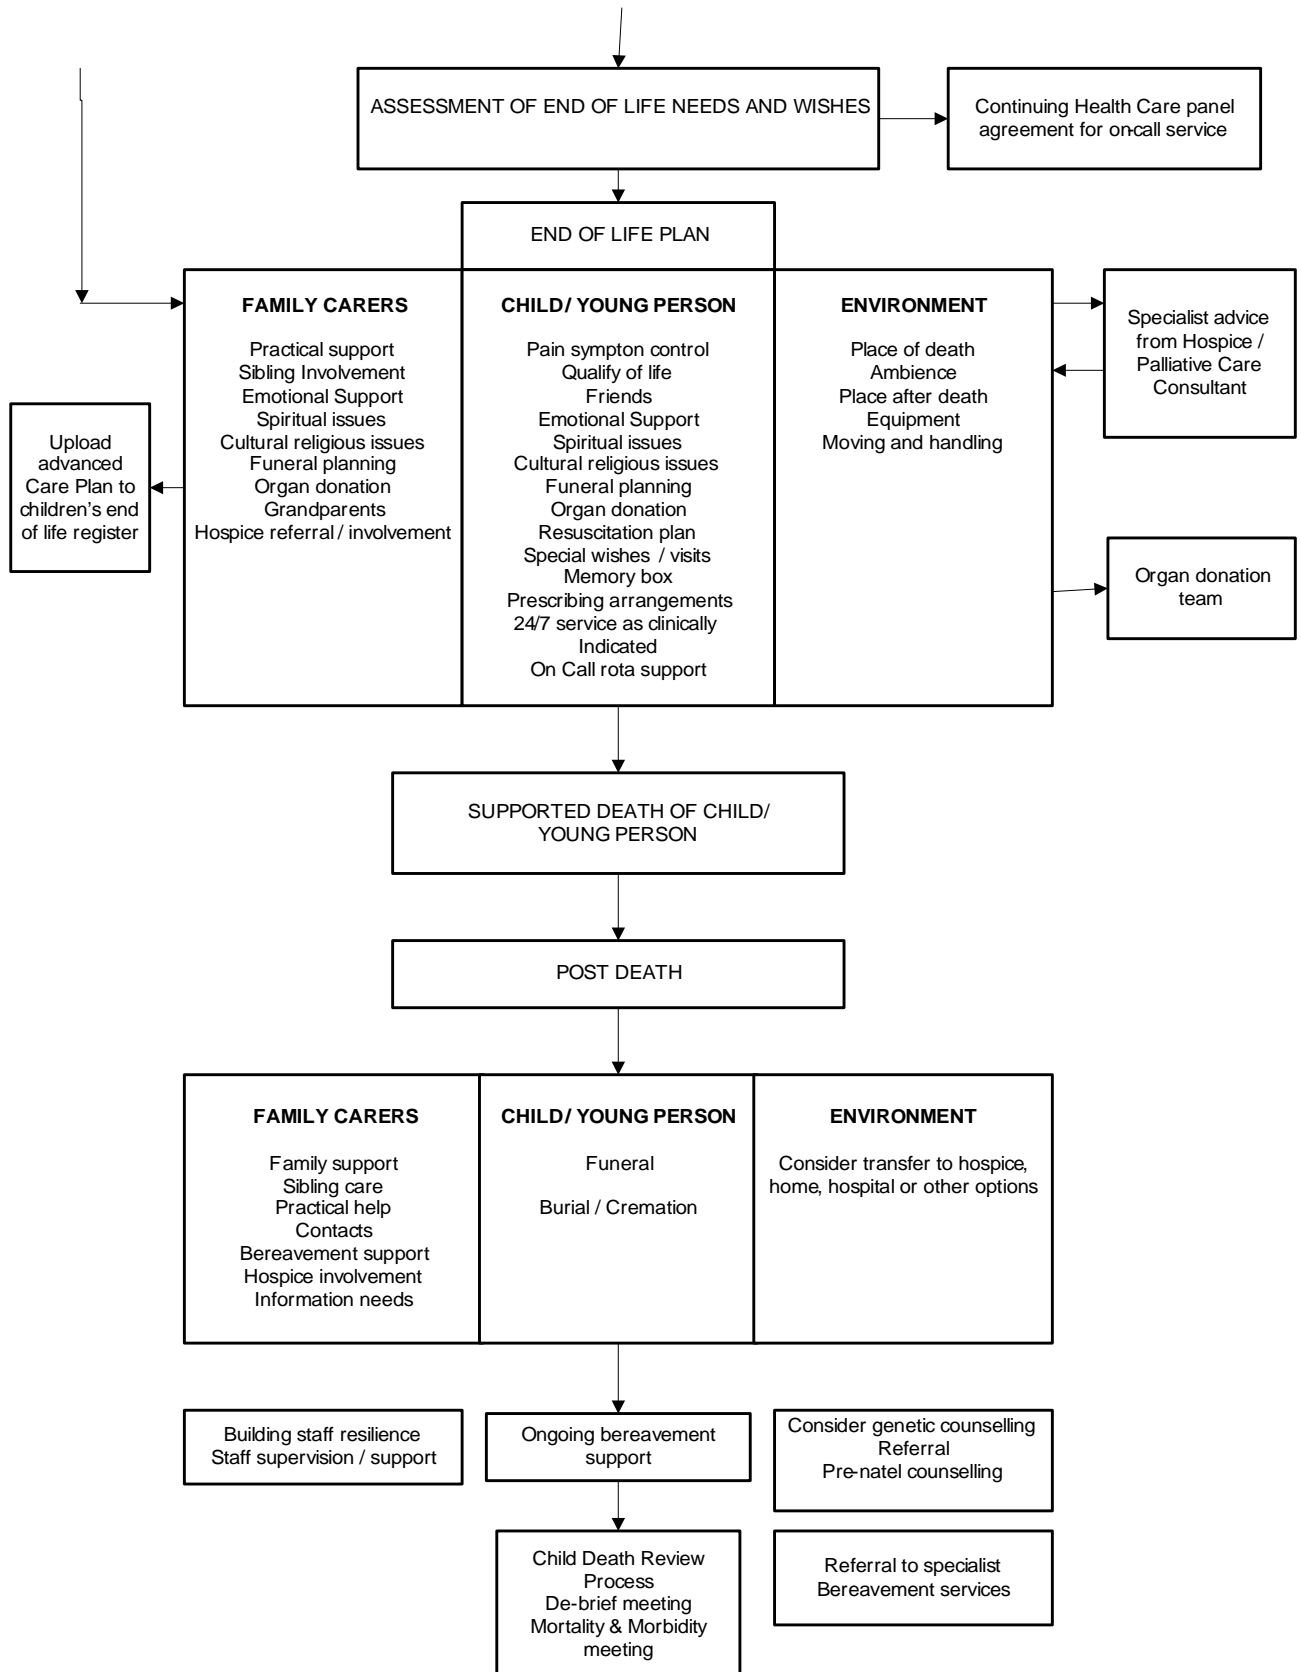 ASSESSMENT OF END OF LIFE NEEDS AND WISHES
Continuing Health Care panel
agreement for on-call service
END OF LIFE PLAN
FAMILY CARERS
Practical support
Sibling Involvement
Emotional Support
Spiritual issues
Cultural religious issues
Funeral planning
Organ donation
Grandparents
Hospice referral / involvement
CHILD/ YOUNG PERSON
Pain sympton control
Qualify of life
Friends
Emotional Support
Spiritual issues
Cultural religious issues
Funeral planning
Organ donation
Resuscitation plan
Special wishes / visits
Memory box
Prescribing arrangements
24/7 service as clinically
Indicated
On Call rota support
ENVIRONMENT
Place of death
Ambience
Place after death
Equipment
Moving and handling
Specialist advice
from Hospice /
Palliative Care
Consultant
Upload
advanced
Care Plan to
children's end
of life register
Organ donation
team
SUPPORTED DEATH OF CHILD/
YOUNG PERSON
POST DEATH
FAMILY CARERS
Family support
Sibling care
Practical help
Contacts
Bereavement support
Hospice involvement
Information needs
CHILD/ YOUNG PERSON
Funeral
Burial / Cremation
ENVIRONMENT
Consider transfer to hospice,
home, hospital or other options
Building staff resilience
Staff supervision / support
Ongoing bereavement
support
Consider genetic counselling
Referral
Pre-natel counselling
Child Death Review
Process
De-brief meeting
Mortality & Morbidity
meeting
Referral to specialist
Bereavement services